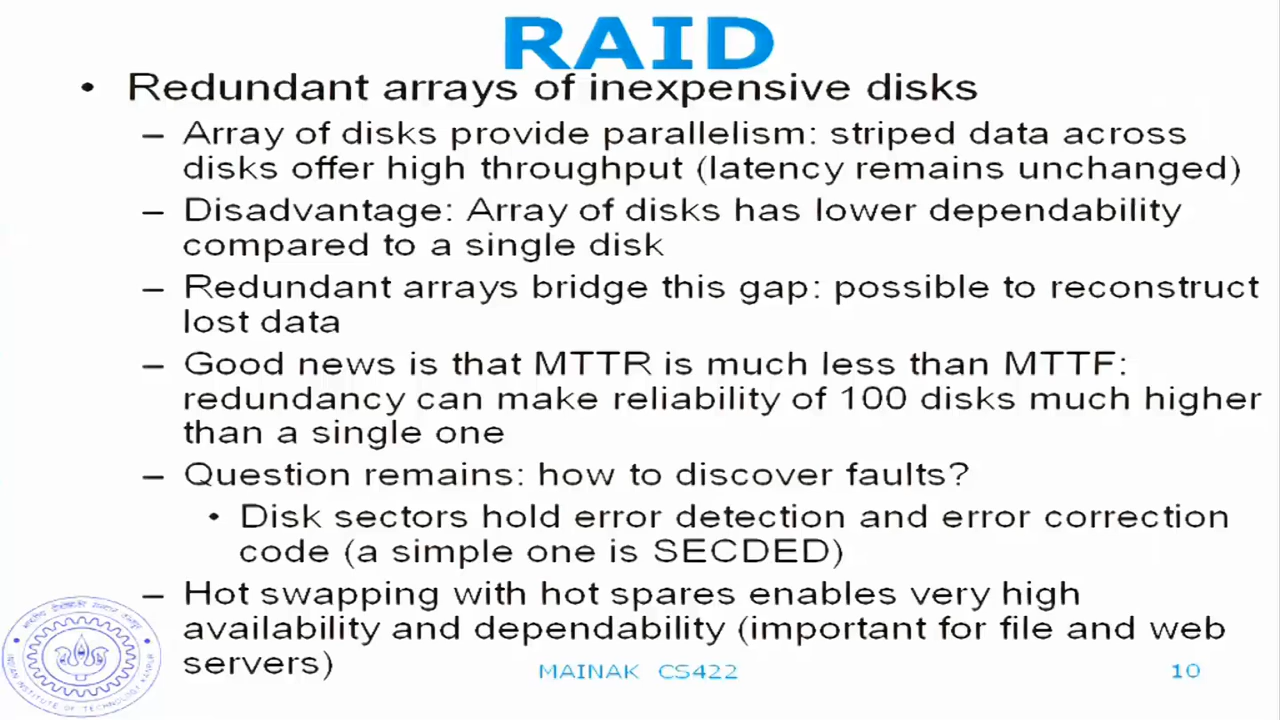 RAID
• Redundant arrays of inexpensive disks
– Array of disks provide parallelism: striped data across
disks offer high throughput (latency remains unchanged)
– Disadvantage: Array of disks has lower dependability
compared to a single disk
– Redundant arrays bridge this gap: possible to reconstruct
lost data
– Good news is that MTTR is much less than MTTF:
redundancy can make reliability of 100 disks much higher
than a single one
– Question remains: how to discover faults?
• Disk sectors hold error detection and error correction
code (a simple one is SECDED)
– Hot swapping with hot spares enables very high
availability and dependability (important for file and web
servers)
MAINAK CS422
10
INDIAN INSTITUTE OF TECHNOLOGY KANPUR